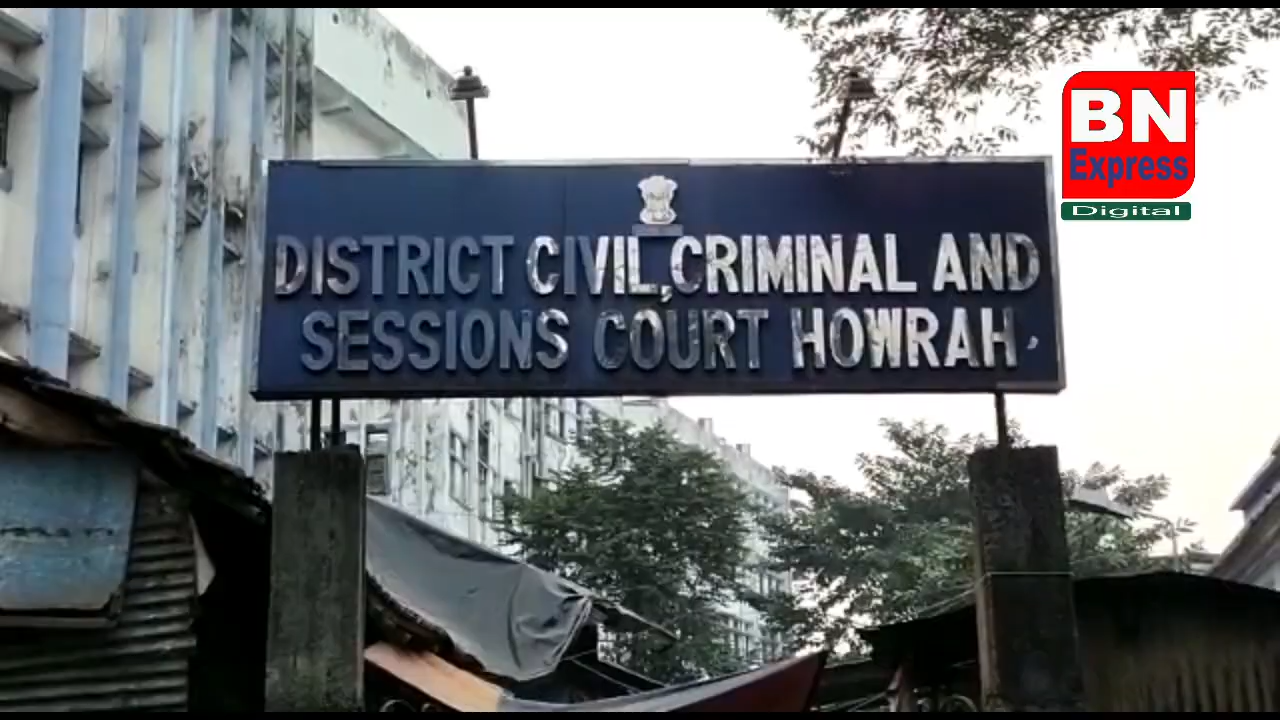 BN
Express
Digital
DISTRICT CIVIL,CRIMINAL AND
SESSIONS COURT HOWRAH